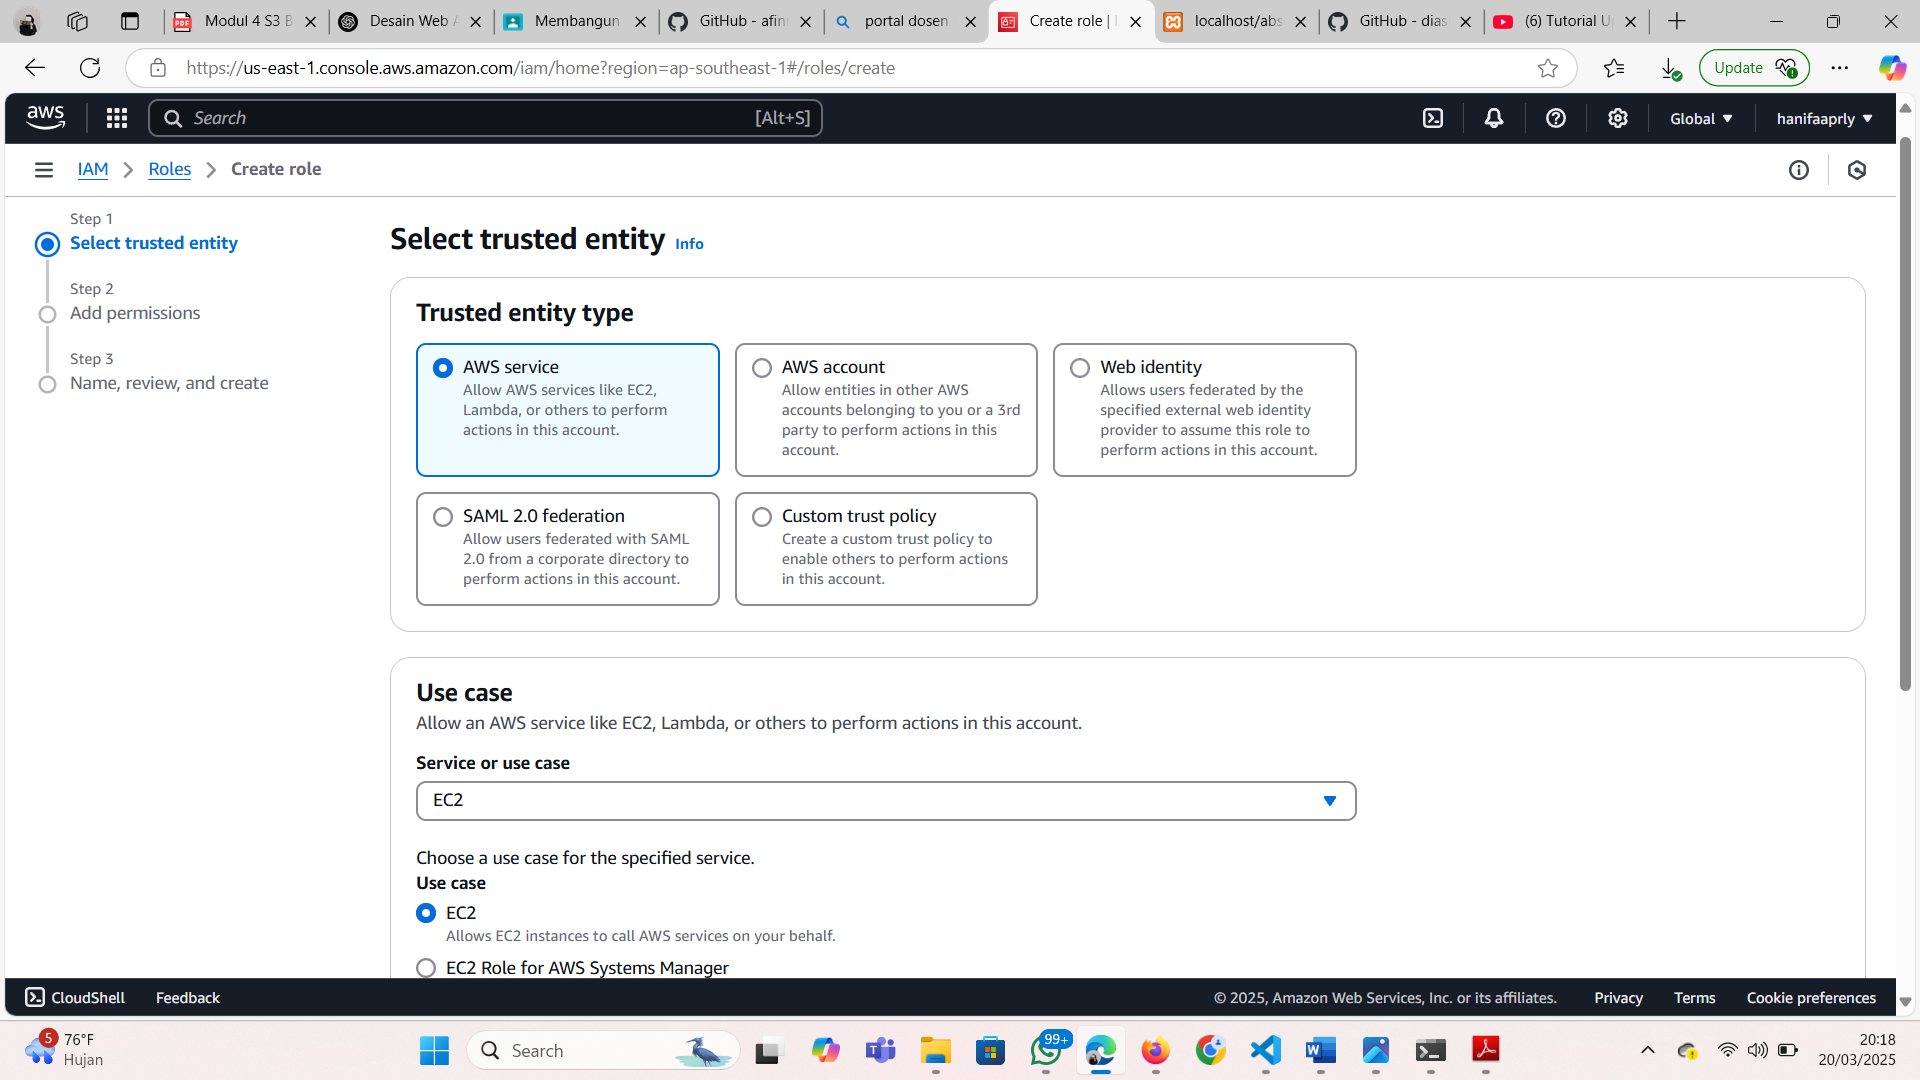 Modul 4 S3 B
Desain Web A
Membangun
GitHub - afin
portal dosen
Create role |
localhost/abs
GitHub - dias
(6) Tutorial U
https://us-east-1.console.aws.amazon.com/iam/home?region=ap-southeast-1#/roles/create
Update
aws
Search
[Alt+S]
Global
hanifaaprly
IAM
Roles
Create role
Step 1
Select trusted entity
Step 2
Add permissions
Step 3
Name, review, and create
Select trusted entity Info
Trusted entity type
AWS service
Allow AWS services like EC2,
Lambda, or others to perform
actions in this account.
AWS account
Allow entities in other AWS
accounts belonging to you or a 3rd
party to perform actions in this
account.
Web identity
Allows users federated by the
specified external web identity
provider to assume this role to
perform actions in this account.
SAML 2.0 federation
Allow users federated with SAML
2.0 from a corporate directory to
perform actions in this account.
Custom trust policy
Create a custom trust policy to
enable others to perform actions
in this account.
Use case
Allow an AWS service like EC2, Lambda, or others to perform actions in this account.
Service or use case
EC2
Choose a use case for the specified service.
Use case
EC2
Allows EC2 instances to call AWS services on your behalf.
EC2 Role for AWS Systems Manager
CloudShell
Feedback
© 2025, Amazon Web Services, Inc. or its affiliates.
Privacy
Terms
Cookie preferences
5
76°F
Hujan
Search
99+
20:18
20/03/2025